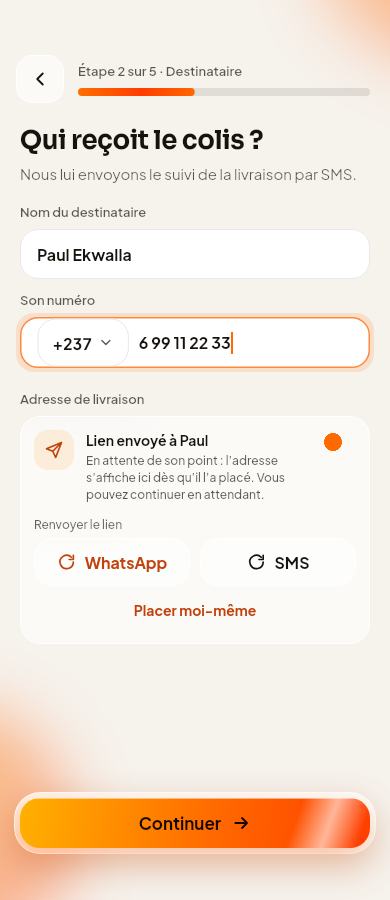 Étape 2 sur 5 · Destinataire
Qui reçoit le colis ?
Nous lui envoyons le suivi de la livraison par SMS.
Nom du destinataire
Paul Ekwalla
Son numéro
+237 6 99 11 22 33
Adresse de livraison
Lien envoyé à Paul
En attente de son point : l’adresse
s’affiche ici dès qu’il l’a placé. Vous
pouvez continuer en attendant.
Renvoyer le lien
WhatsApp SMS
Placer moi-même
Continuer